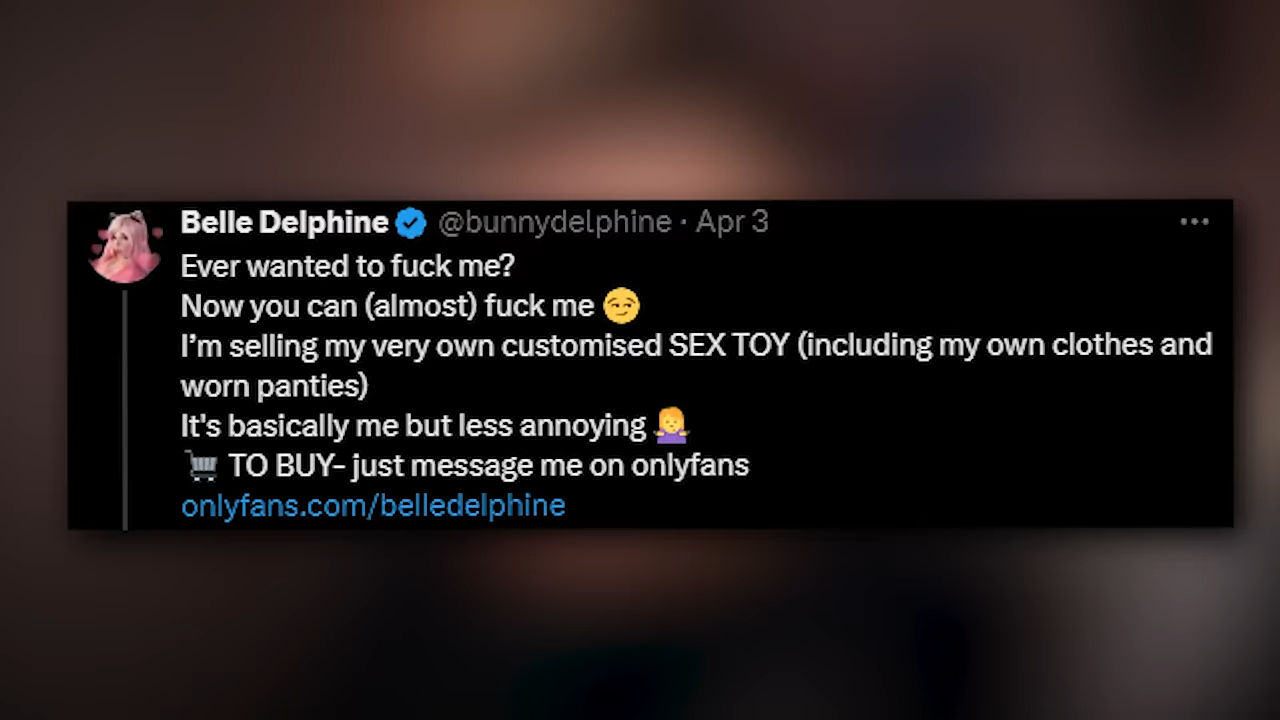 Belle Delphine @bunnydelphine · Apr 3
Ever wanted to fuck me?
Now you can (almost) fuck me 😏
I’m selling my very own customised SEX TOY (including my own clothes and
worn panties)
It's basically me but less annoying 🤷‍♀️
🛒 TO BUY- just message me on onlyfans
onlyfans.com/belledelphine